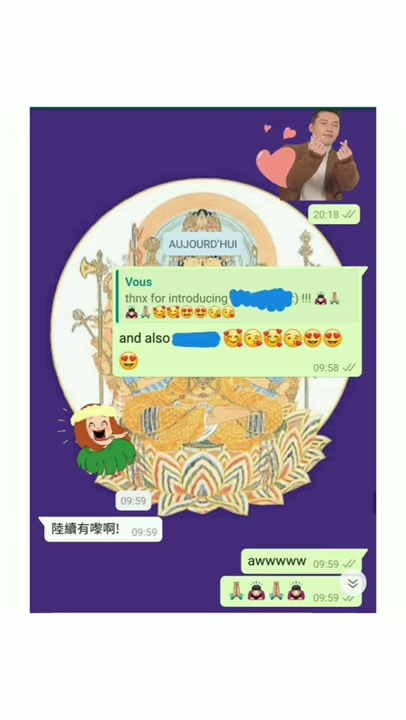 20:18
AUJOURD'HUI
Vous
thnx for introducing :) !!! 🙇🏻‍♀️🙏🏼
🙇🏻‍♀️🙏🏼🥰🥰😍😍😘😘
and also 🥰😘🥰😘😍😍
😍
09:58
09:59
陸續有嚟啊! 09:59
awwwww 09:59
🙏🏼🙇🏻‍♀️🙏🏼🙇🏻‍♀️ 09:59